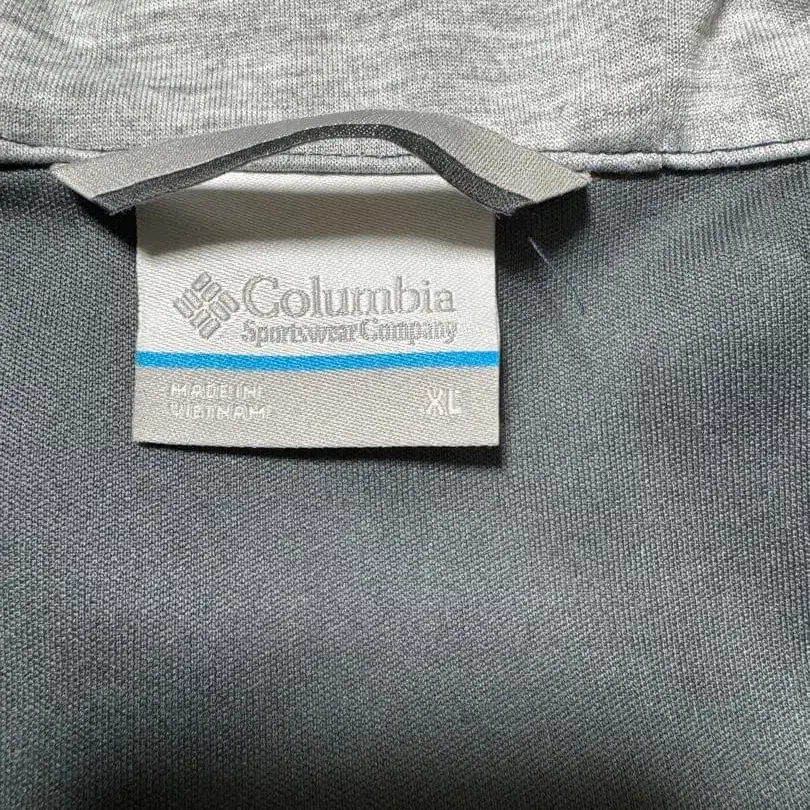 Columbia
Sportswear Company
MADE IN
VIETNAM
XL